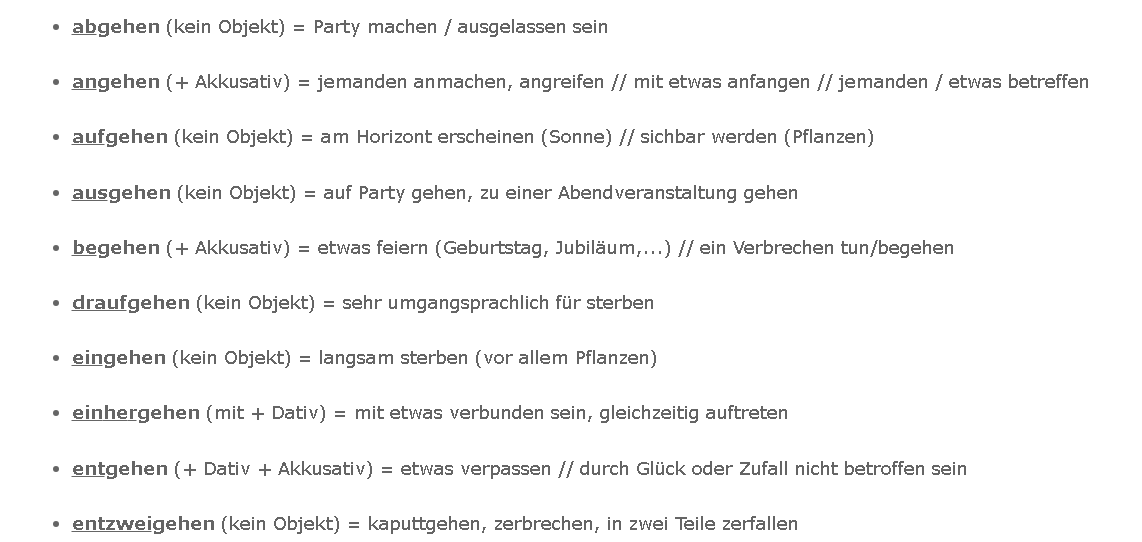 • abgehen (kein Objekt) = Party machen / ausgelassen sein
• angehen (+ Akkusativ) = jemanden anmachen, angreifen // mit etwas anfangen // jemanden / etwas betreffen
• aufgehen (kein Objekt) = am Horizont erscheinen (Sonne) // sichbar werden (Pflanzen)
• ausgehen (kein Objekt) = auf Party gehen, zu einer Abendveranstaltung gehen
• begehen (+ Akkusativ) = etwas feiern (Geburtstag, Jubiläum,...) // ein Verbrechen tun/begehen
• draufgehen (kein Objekt) = sehr umgangsprachlich für sterben
• eingehen (kein Objekt) = langsam sterben (vor allem Pflanzen)
• einhergehen (mit + Dativ) = mit etwas verbunden sein, gleichzeitig auftreten
• entgehen (+ Dativ + Akkusativ) = etwas verpassen // durch Glück oder Zufall nicht betroffen sein
• entzweigehen (kein Objekt) = kaputtgehen, zerbrechen, in zwei Teile zerfallen